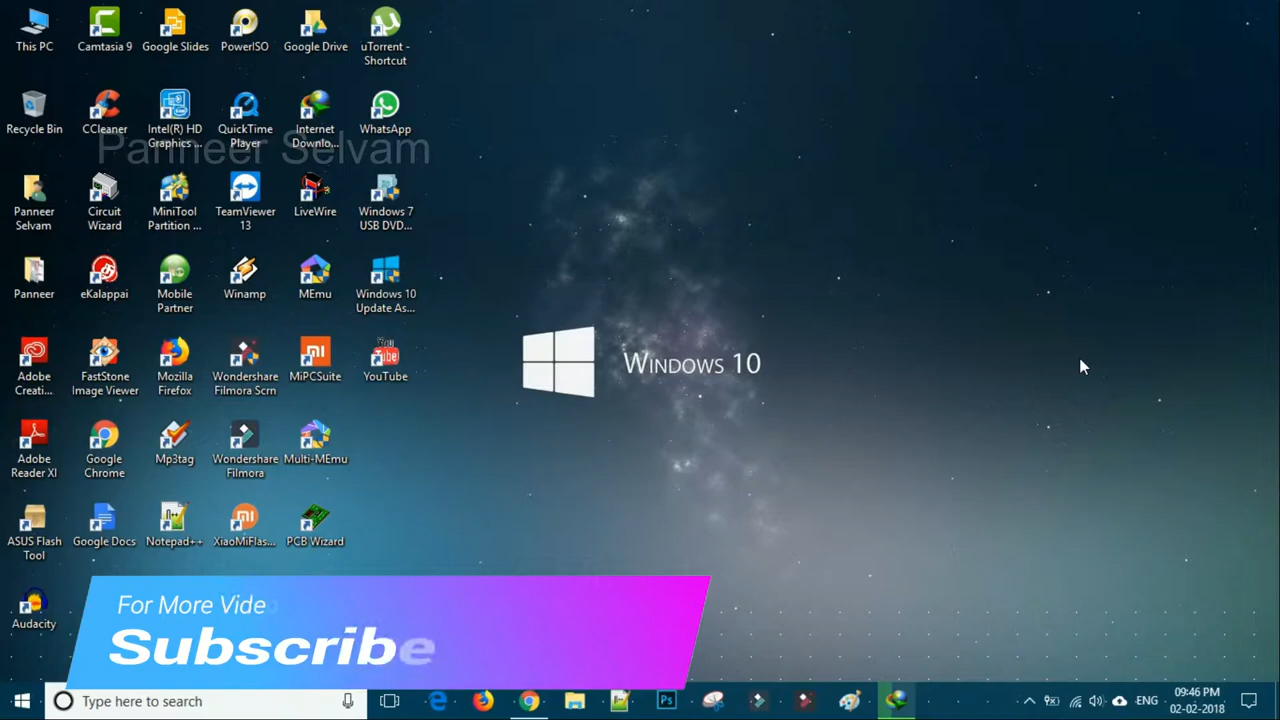 This PC
Camtasia 9
Google Slides
PowerISO
Google Drive
uTorrent -
Shortcut
Recycle Bin
CCleaner
Intel(R) HD
Graphics ...
QuickTime
Player
Internet
Downlo...
WhatsApp
Panneer Selvam
Panneer
Selvam
Circuit
Wizard
MiniTool
Partition ...
TeamViewer
13
LiveWire
Windows 7
USB DVD...
Panneer
eKalappai
Mobile
Partner
Winamp
MEmu
Windows 10
Update As...
Adobe
Creati...
FastStone
Image Viewer
Mozilla
Firefox
Wondershare
Filmora Scrn
MiPCSuite
YouTube
Windows 10
Adobe
Reader XI
Google
Chrome
Mp3tag
Wondershare
Filmora
Multi-MEmu
ASUS Flash
Tool
Google Docs
Notepad++
XiaoMiFlas...
PCB Wizard
Audacity
For More Vide
Subscribe
Type here to search
Ps
ENG
09:46 PM
02-02-2018